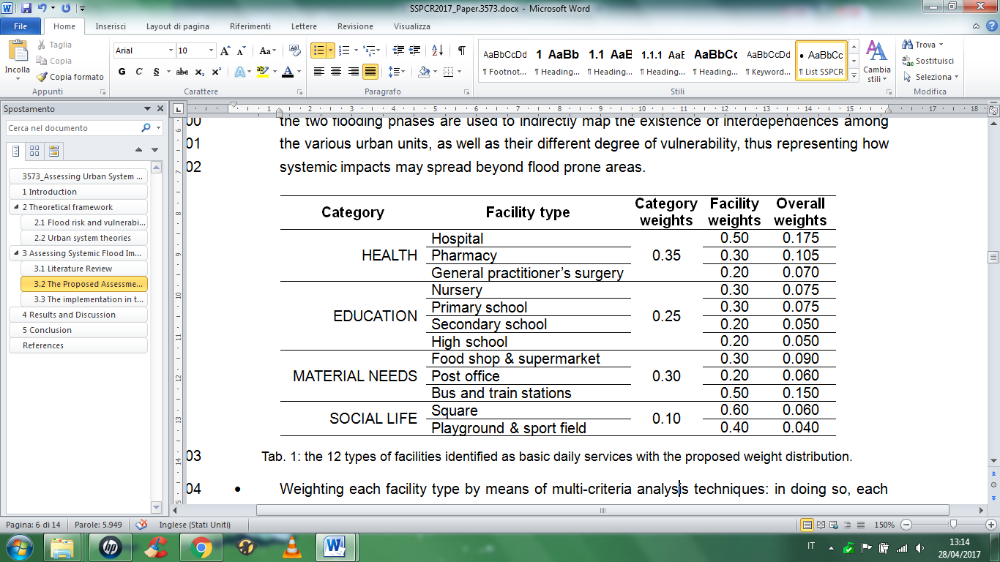 SSPCR2017_Paper.3573.docx - Microsoft Word
File Home Inserisci Layout di pagina Riferimenti Lettere Revisione Visualizza
Incolla
Taglia
Copia
Copia formato
Appunti
Arial 10
Carattere
Paragrafo
AaBbCcDd 1 AaBb 1.1 AaB 1.1.1 AaE AaBbCc AaBbCcDd • AaBbCc
¶ Footnot... ¶ Heading... ¶ Heading... ¶ Heading... ¶ Heading... ¶ Keyword... ¶ List SSPCR
Stili
Cambia
stili
Trova
Sostituisci
Seleziona
Modifica
Spostamento
Cerca nel documento
3573_Assessing Urban System ...
1 Introduction
2 Theoretical framework
2.1 Flood risk and vulnerabi...
2.2 Urban system theories
3 Assessing Systemic Flood Im...
3.1 Literature Review
3.2 The Proposed Assessme...
3.3 The implementation in t...
4 Results and Discussion
5 Conclusion
References
00 the two flooding phases are used to indirectly map the existence of interdependences among
01 the various urban units, as well as their different degree of vulnerability, thus representing how
02 systemic impacts may spread beyond flood prone areas.
Category Facility type Category weights Facility weights Overall weights
HEALTH 0.35
Hospital 0.50 0.175
Pharmacy 0.30 0.105
General practitioner's surgery 0.20 0.070
EDUCATION 0.25
Nursery 0.30 0.075
Primary school 0.30 0.075
Secondary school 0.20 0.050
High school 0.20 0.050
MATERIAL NEEDS 0.30
Food shop & supermarket 0.30 0.090
Post office 0.20 0.060
Bus and train stations 0.50 0.150
SOCIAL LIFE 0.10
Square 0.60 0.060
Playground & sport field 0.40 0.040
03 Tab. 1: the 12 types of facilities identified as basic daily services with the proposed weight distribution.
04 • Weighting each facility type by means of multi-criteria analysis techniques: in doing so, each
Pagina: 6 di 14 Parole: 5.949 Inglese (Stati Uniti) 150%
IT 13:14
28/04/2017